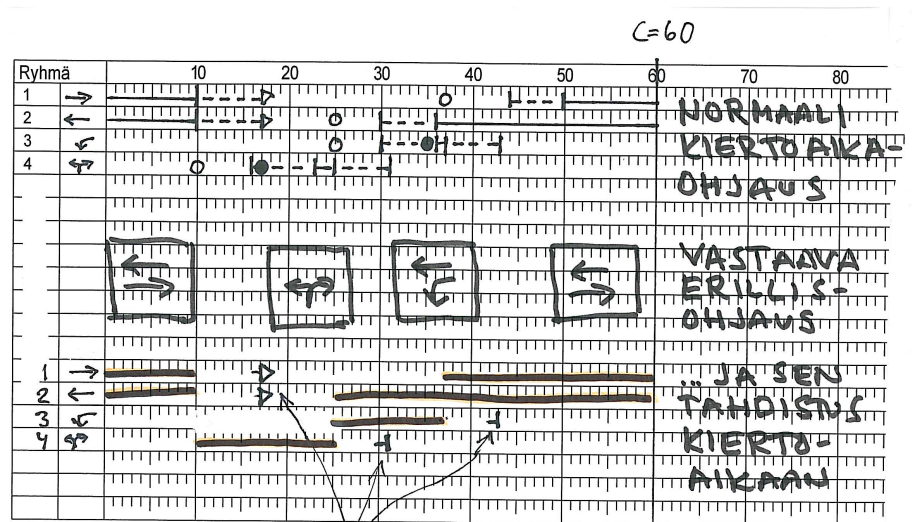 C=60
Ryhmä 10 20 30 40 50 60 70 80
1
2
3
4
NORMAALI
KIERTOAIKA-
OHJAUS
VASTAAVA
ERILLIS-
OHJAUS
1
2
3
4
... JA SEN
TAHDISTUS
KIERTO-
AIKAAN